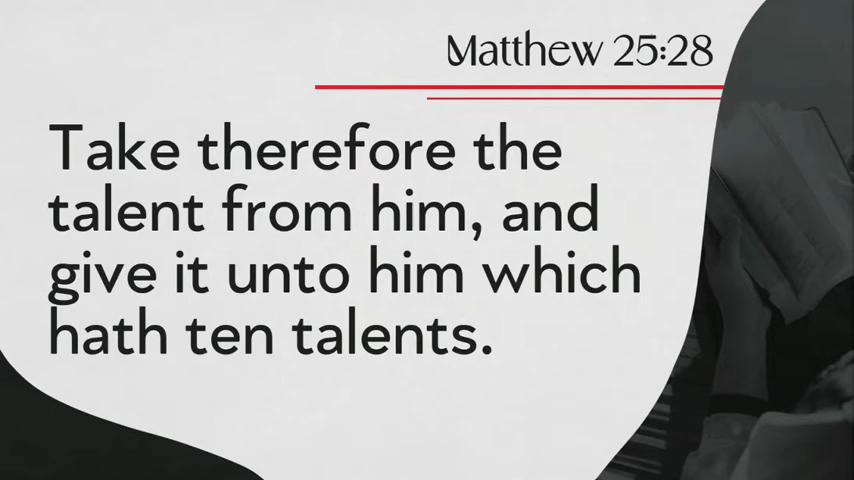 Matthew 25:28
Take therefore the
talent from him, and
give it unto him which
hath ten talents.